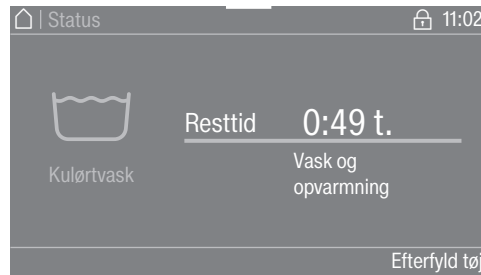 | Status
11:02
Resttid 0:49 t.
Kulørtvask
Vask og
opvarmning
Efterfyld tøj